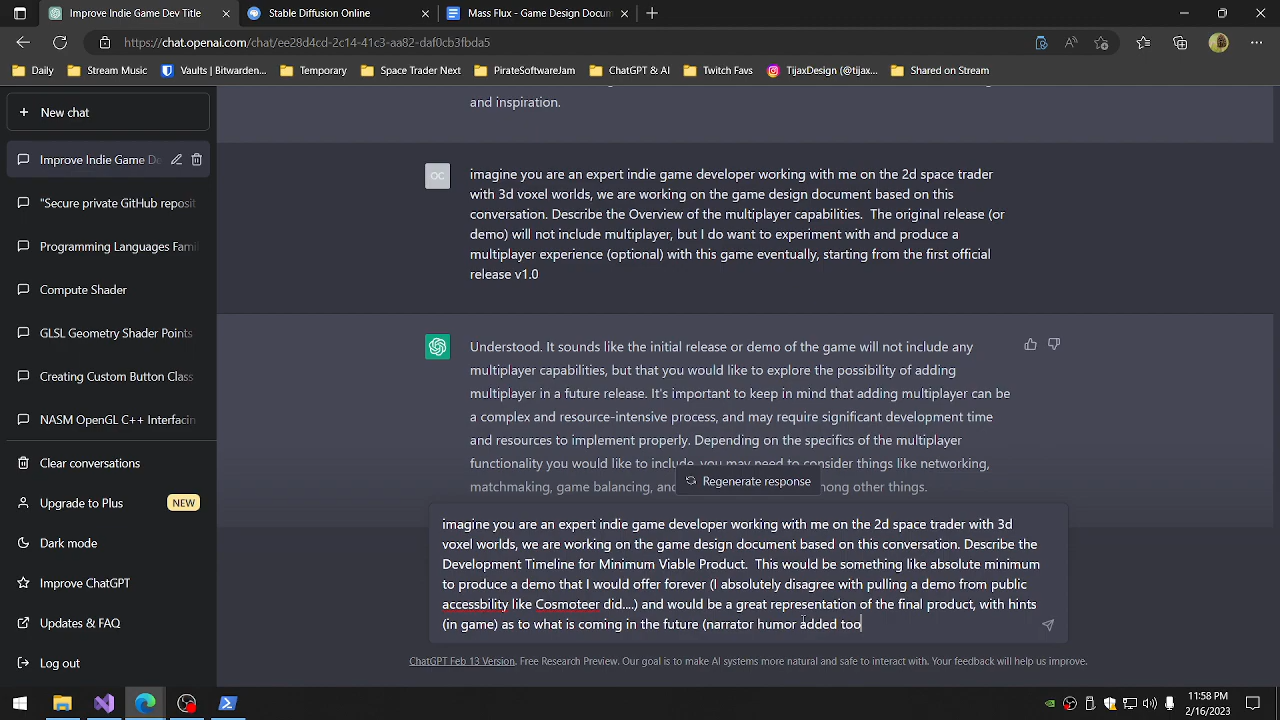 Improve Indie Game Dev Title
Stable Diffusion Online
Mass Flux - Game Design Docum
https://chat.openai.com/chat/ee28d4cd-2c14-41c3-aa82-daf0cb3fbda5
Daily
Stream Music
Vaults | Bitwarden...
Temporary
Space Trader Next
PirateSoftwareJam
ChatGPT & AI
Twitch Favs
TijaxDesign (@tijax...
Shared on Stream
New chat
Improve Indie Game De
"Secure private GitHub reposit
Programming Languages Famil
Compute Shader
GLSL Geometry Shader Points
Creating Custom Button Class
NASM OpenGL C++ Interfacin
Clear conversations
Upgrade to Plus
NEW
Dark mode
Improve ChatGPT
Updates & FAQ
Log out
and inspiration.
OC
imagine you are an expert indie game developer working with me on the 2d space trader
with 3d voxel worlds, we are working on the game design document based on this
conversation. Describe the Overview of the multiplayer capabilities.  The original release (or
demo) will not include multiplayer, but I do want to experiment with and produce a
multiplayer experience (optional) with this game eventually, starting from the first official
release v1.0
Understood. It sounds like the initial release or demo of the game will not include any
multiplayer capabilities, but that you would like to explore the possibility of adding
multiplayer in a future release. It's important to keep in mind that adding multiplayer can be
a complex and resource-intensive process, and may require significant development time
and resources to implement properly. Depending on the specifics of the multiplayer
functionality you would like to include, you may need to consider things like networking,
matchmaking, game balancing, and among other things.
Regenerate response
imagine you are an expert indie game developer working with me on the 2d space trader with 3d
voxel worlds, we are working on the game design document based on this conversation. Describe the
Development Timeline for Minimum Viable Product.  This would be something like absolute minimum
to produce a demo that I would offer forever (I absolutely disagree with pulling a demo from public
accessbility like Cosmoteer did....) and would be a great representation of the final product, with hints
(in game) as to what is coming in the future (narrator humor added too
ChatGPT Feb 13 Version. Free Research Preview. Our goal is to make AI systems more natural and safe to interact with. Your feedback will help us improve.
11:58 PM
2/16/2023